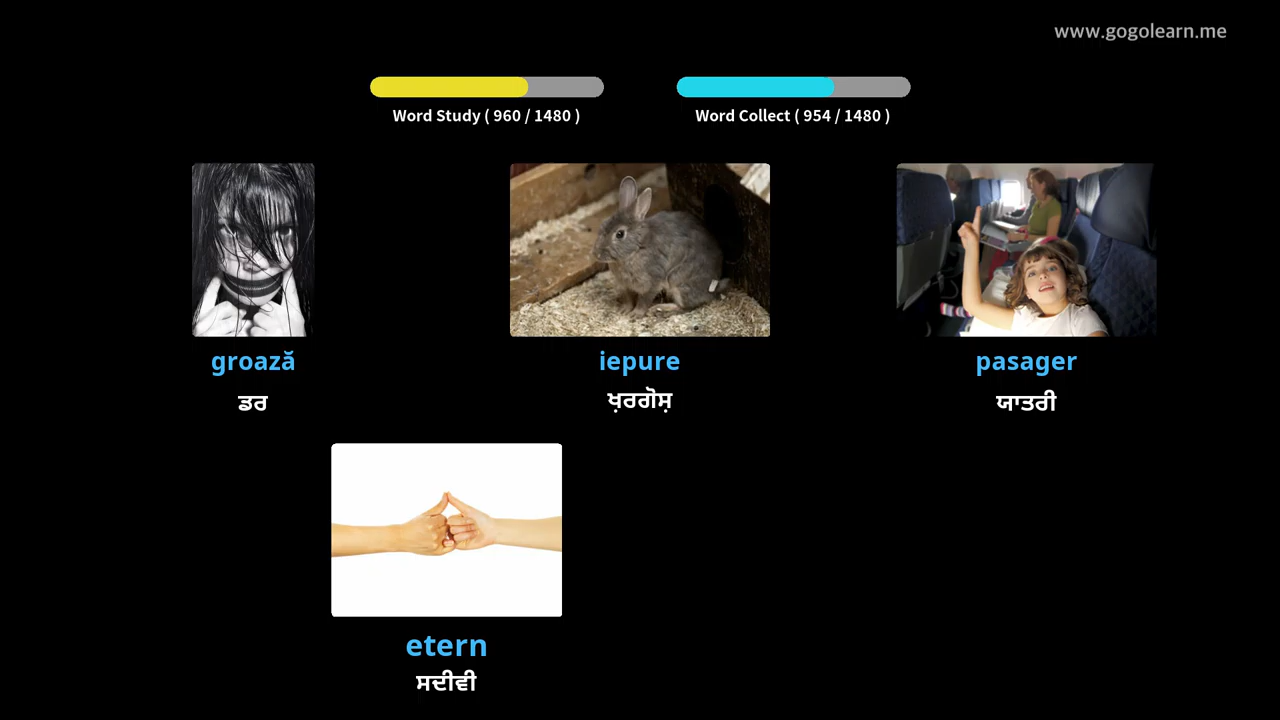 www.gogolearn.me
Word Study ( 960 / 1480 )
Word Collect ( 954 / 1480 )
groază
iepure
pasager
ਡਰ
ਖ਼ਰਗੋਸ਼
ਯਾਤਰੀ
etern
ਸਦੀਵੀ